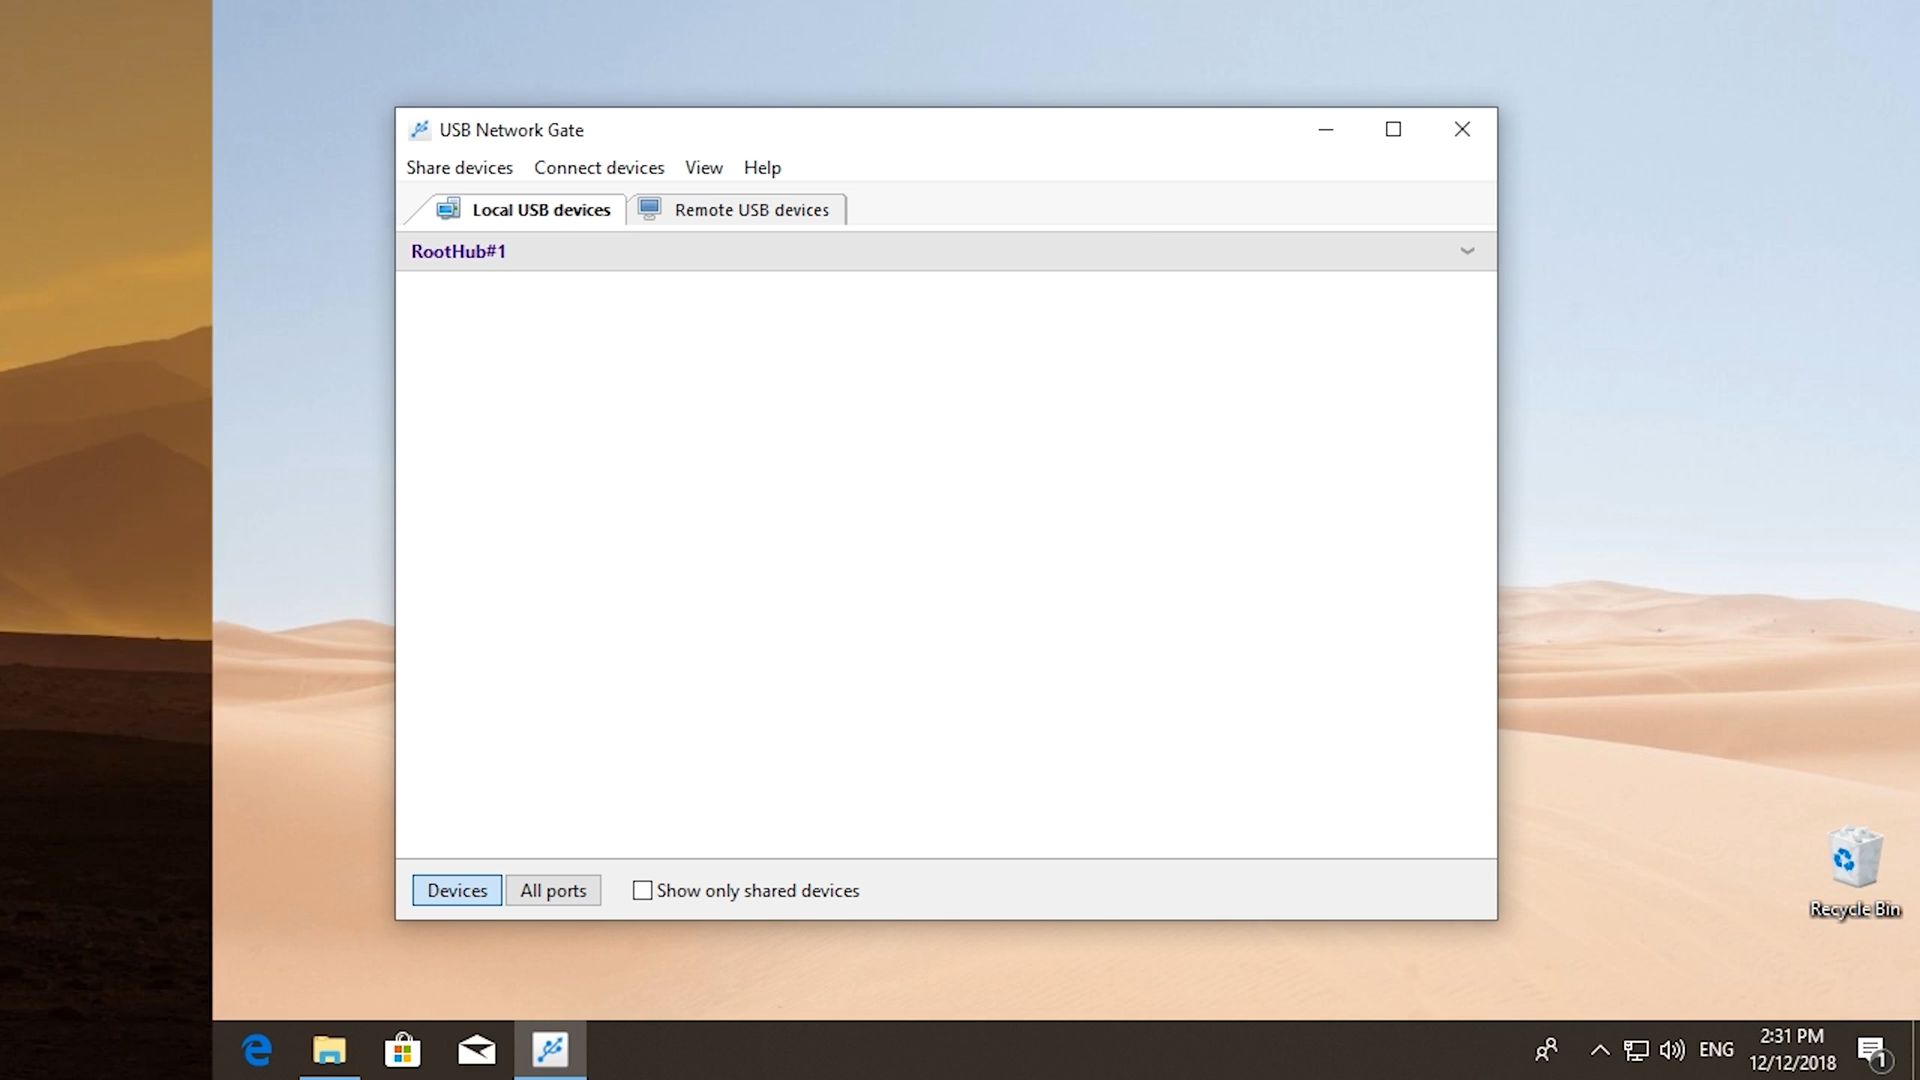 USB Network Gate
Share devices Connect devices View Help
Local USB devices Remote USB devices
RootHub#1
Devices All ports Show only shared devices
Recycle Bin
ENG
2:31 PM
12/12/2018
1